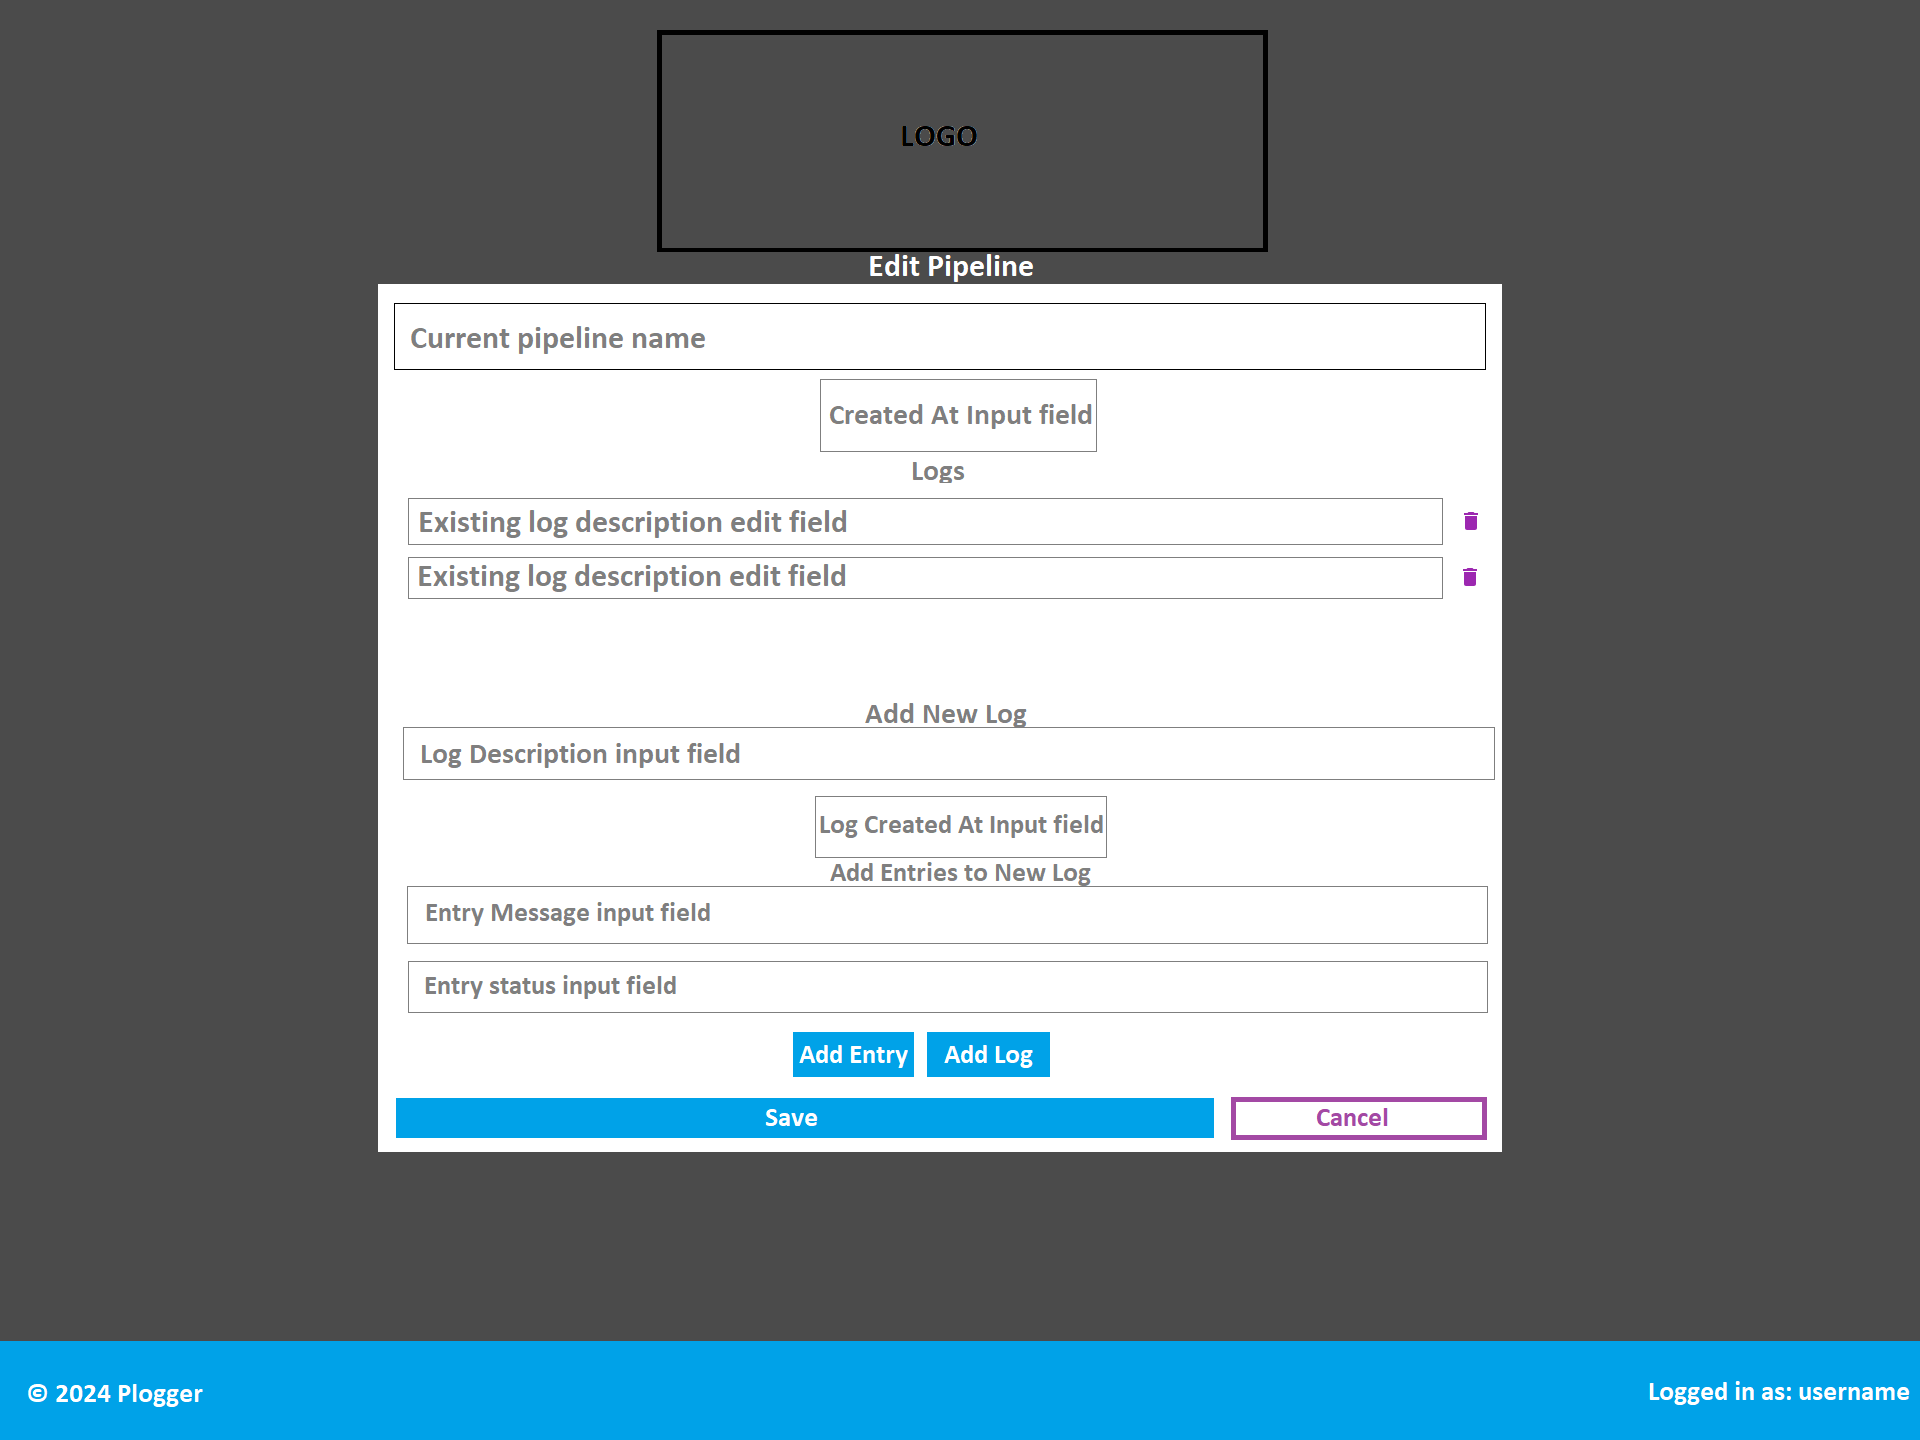 LOGO
Edit Pipeline
Current pipeline name
Created At Input field
Logs
Existing log description edit field
Existing log description edit field
Add New Log
Log Description input field
Log Created At Input field
Add Entries to New Log
Entry Message input field
Entry status input field
Add Entry Add Log
Save Cancel
© 2024 Plogger Logged in as: username